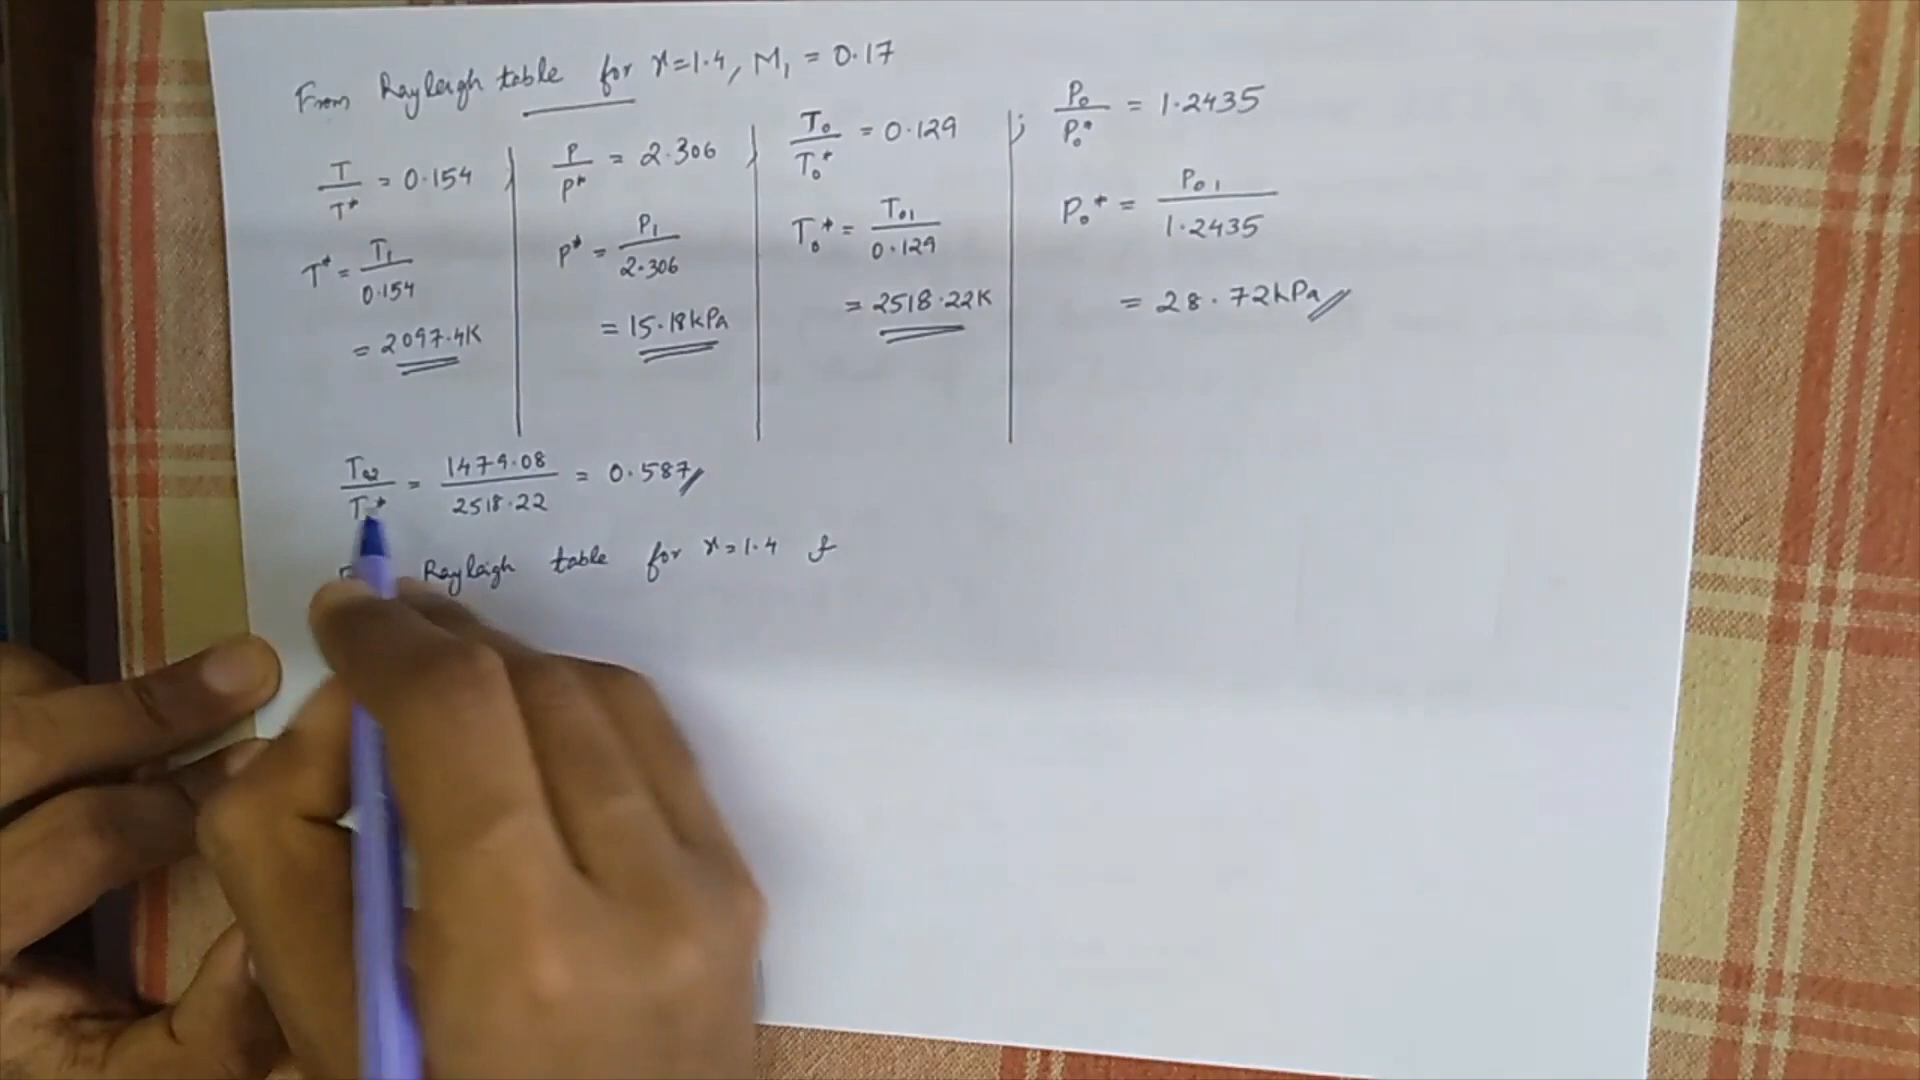 From Rayleigh table for γ=1.4, M₁ = 0.17
T/T* = 0.154
T* = T₁/0.154
= 2097.4K
P/P* = 2.306
P* = P₁/2.306
= 15.18kPa
T₀/T₀* = 0.129
T₀* = T₀₁/0.129
= 2518.22K
; P₀/P₀* = 1.2435
P₀* = P₀₁/1.2435
= 28.72kPa
T₀₂/T₀* = 1479.08/2518.22 = 0.587
Rayleigh table for γ=1.4 &